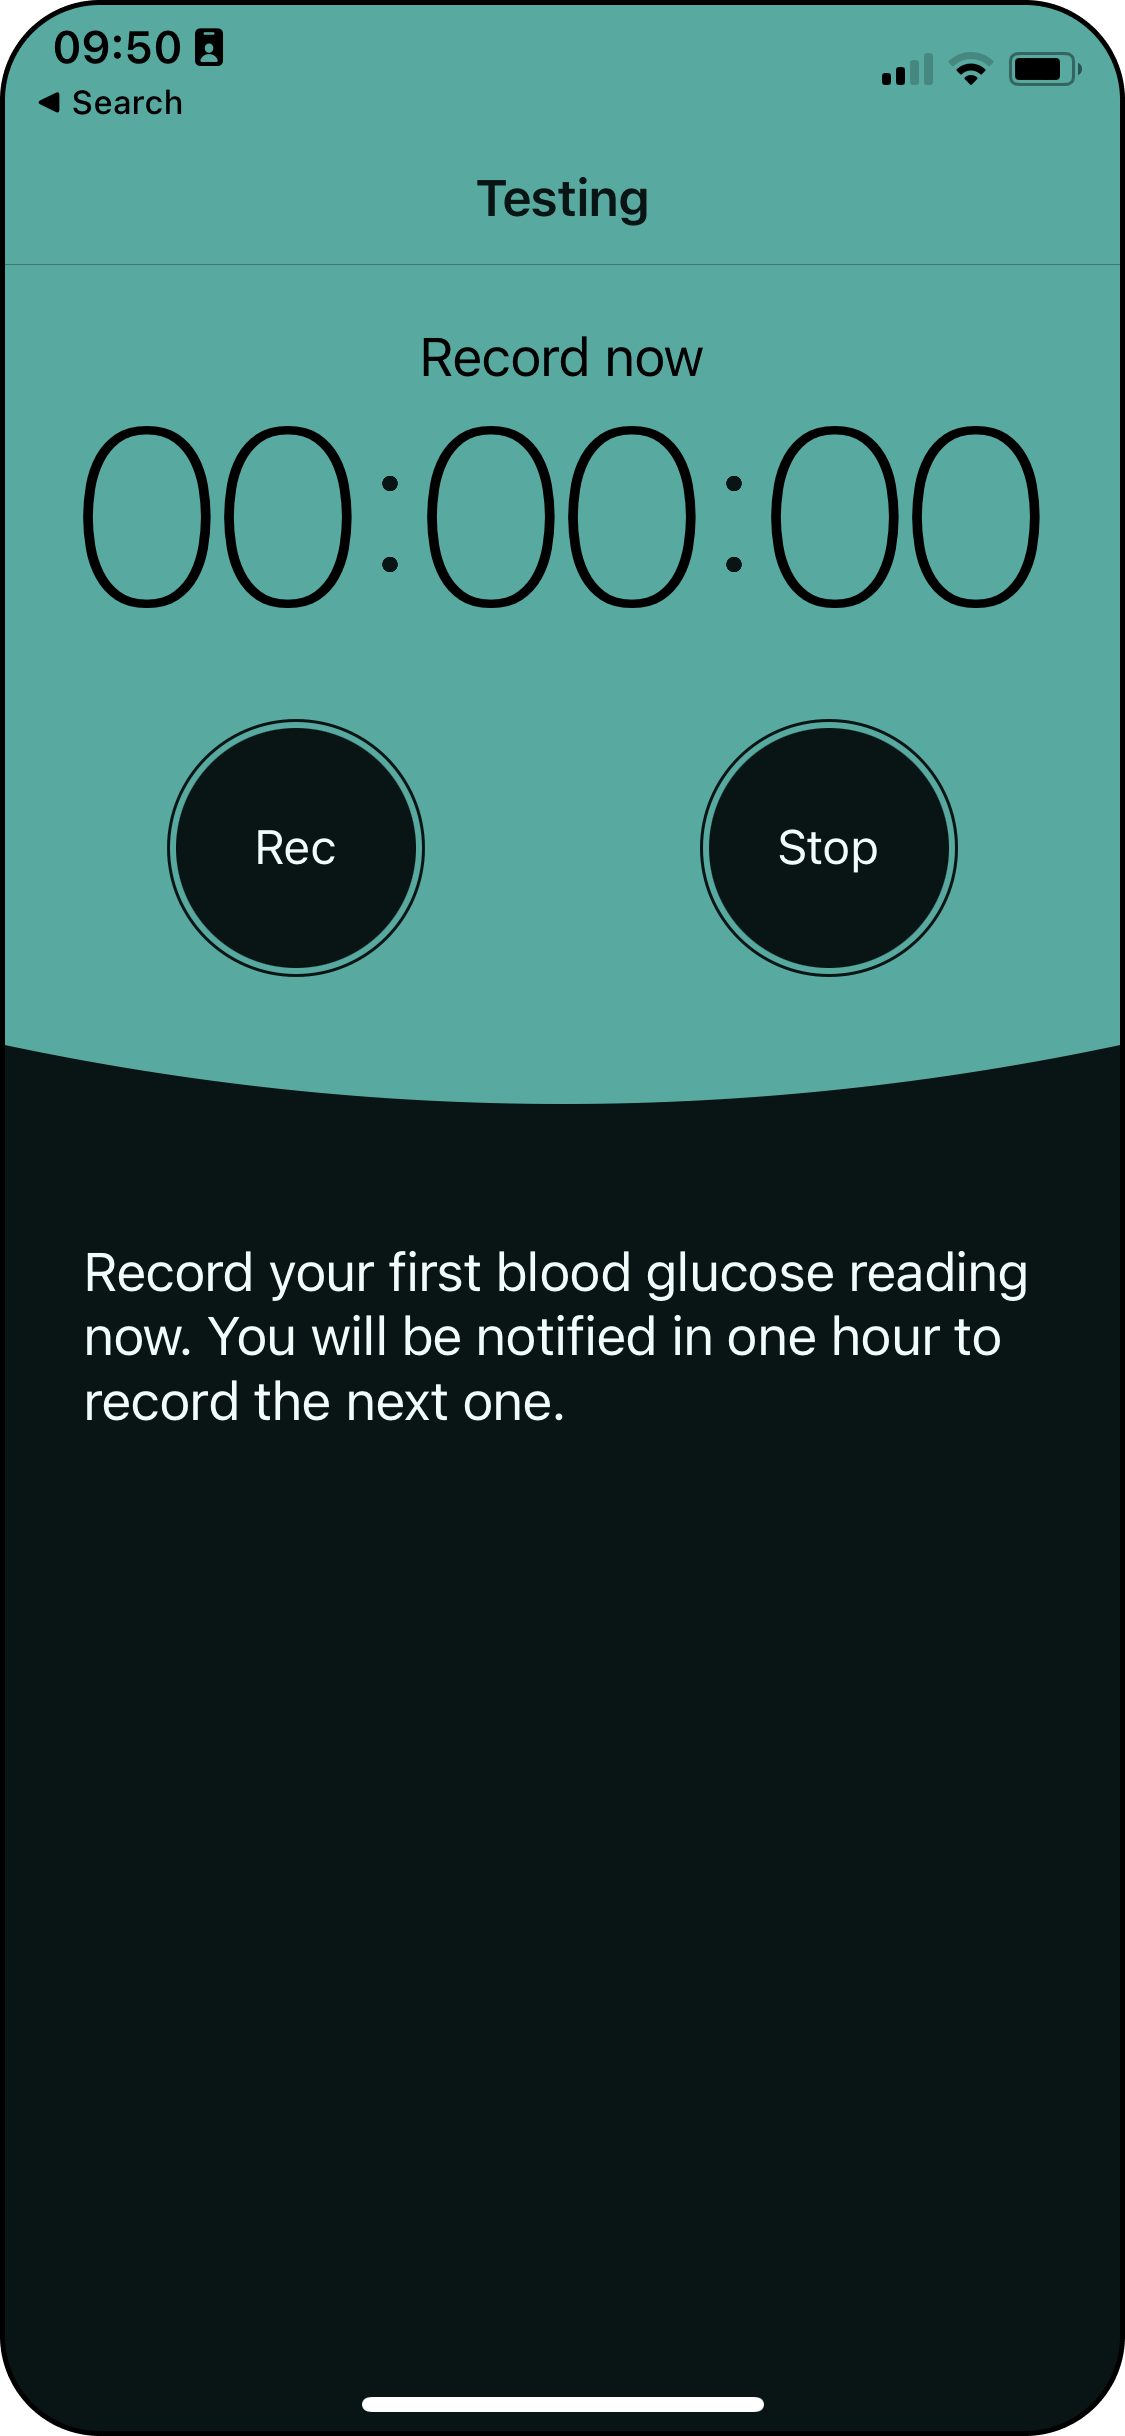 09:50
Search
Testing
Record now
00:00:00
Rec
Stop
Record your first blood glucose reading
now. You will be notified in one hour to
record the next one.